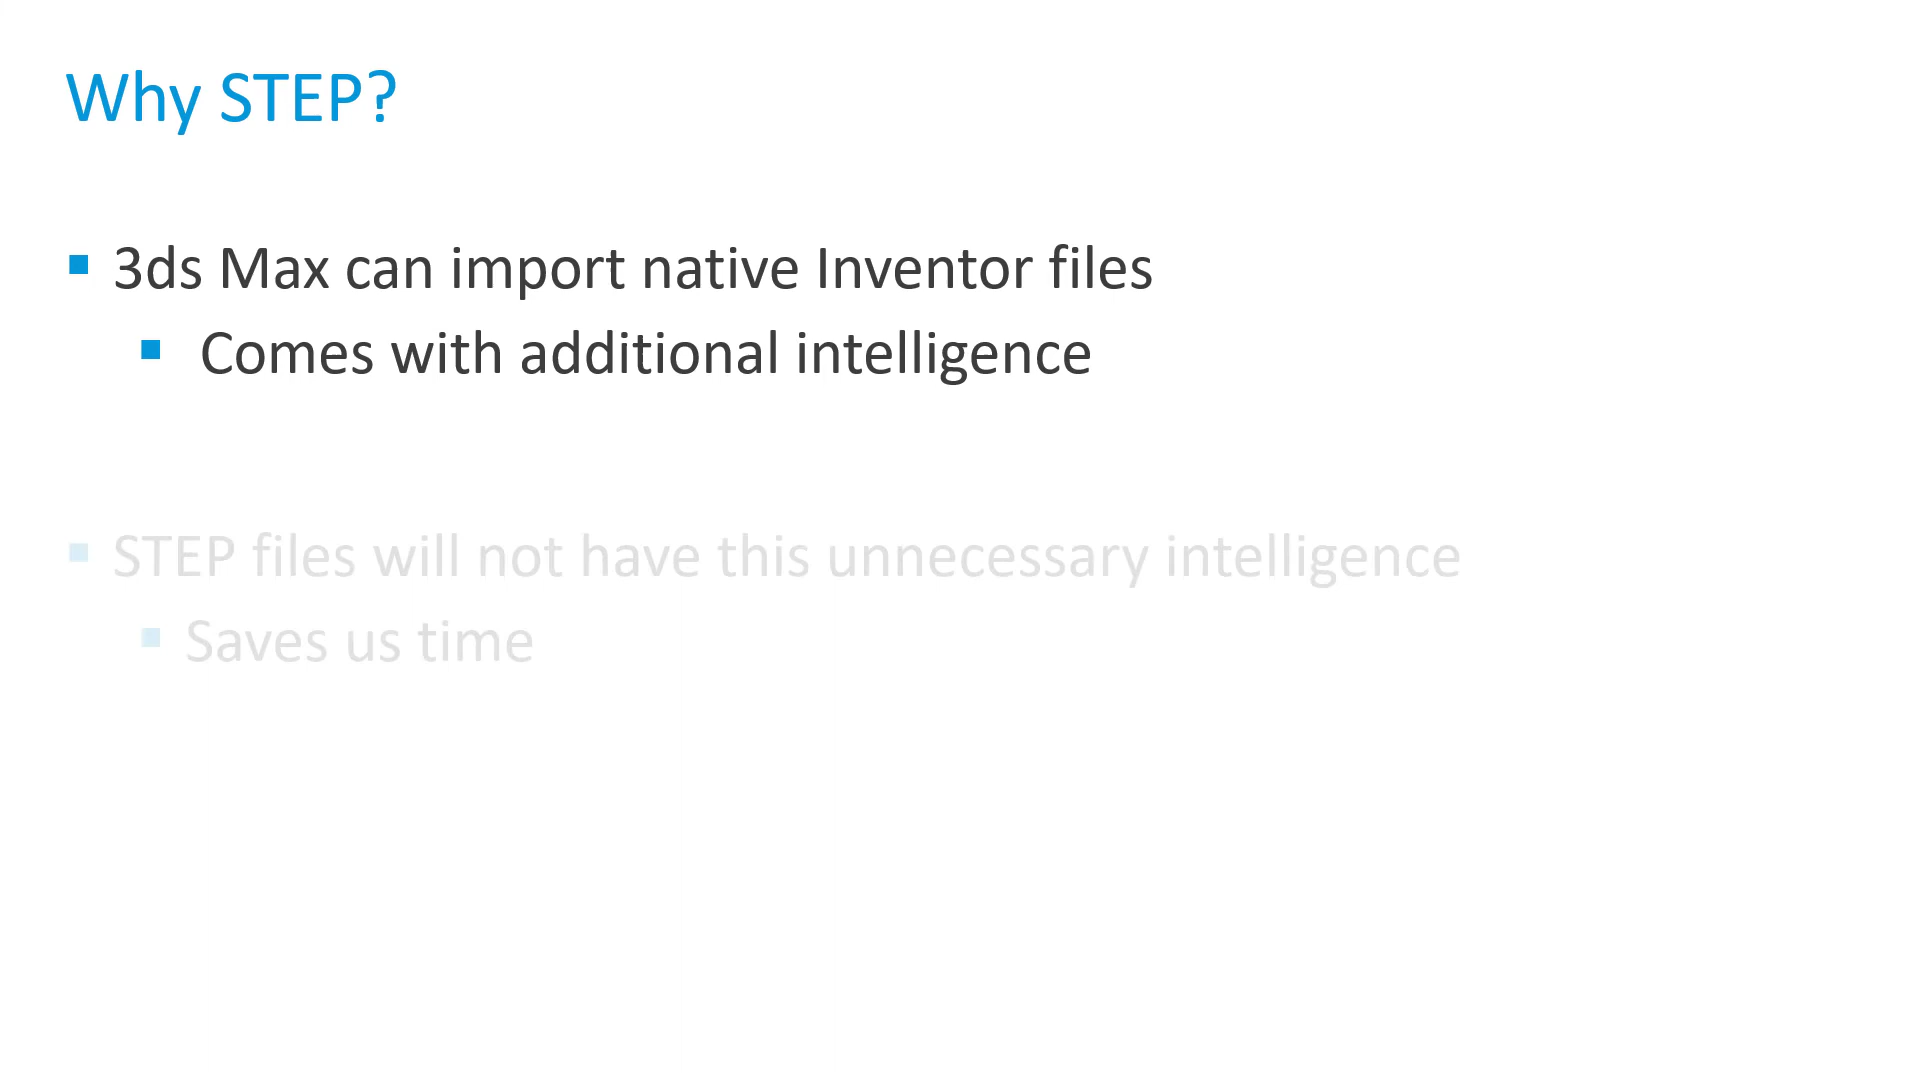 Why STEP?
3ds Max can import native Inventor files
Comes with additional intelligence
STEP files will not have this unnecessary intelligence
Saves us time